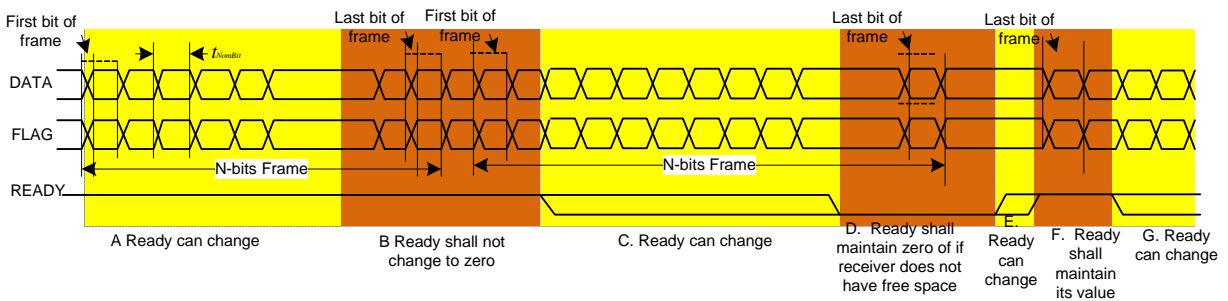 First bit of
frame
tNomBit
Last bit of
frame
First bit of
frame
Last bit of
frame
Last bit of
frame
DATA
FLAG
N-bits Frame
N-bits Frame
READY
A Ready can change
B Ready shall not
change to zero
C. Ready can change
D. Ready shall
maintain zero of if
receiver does not
have free space
E.
Ready
can
change
F. Ready
shall
maintain
its value
G. Ready
can change